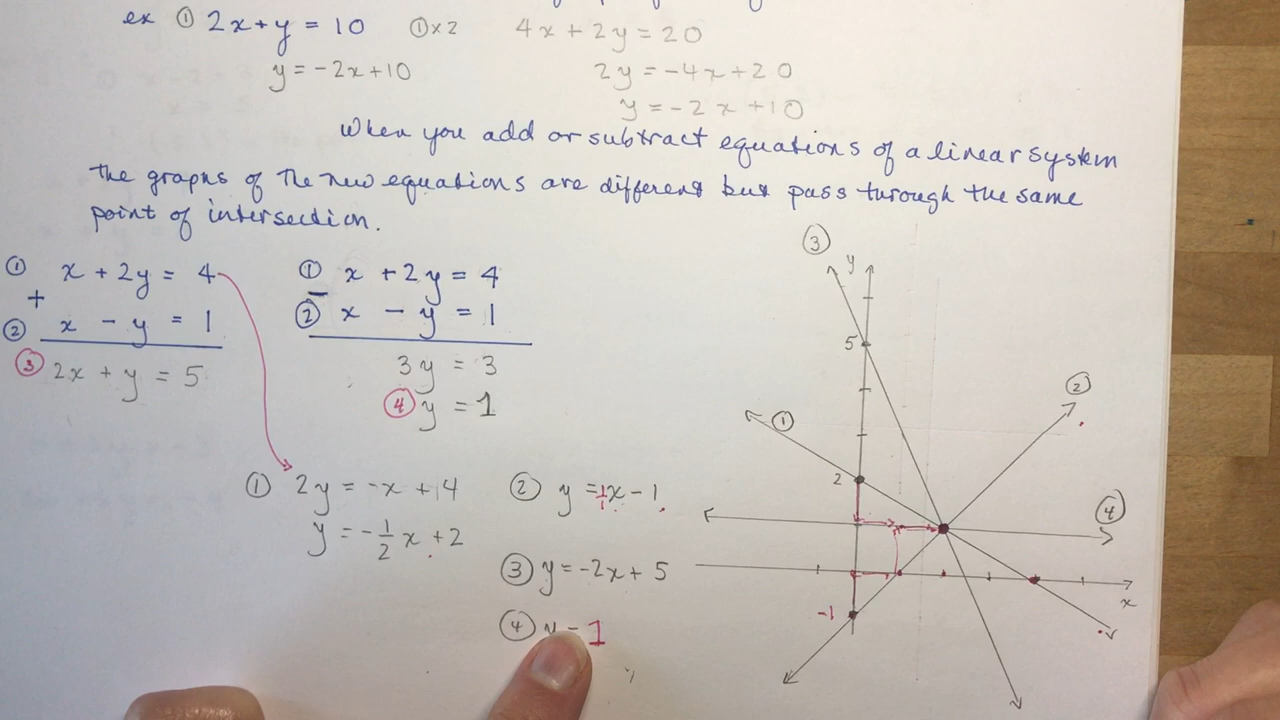 ex ① 2x+y = 10 ①x2 4x + 2y = 20
y = -2x+10 2y = -4x+20
y = -2x +10
When you add or subtract equations of a linear system
the graphs of the new equations are different but pass through the same
point of intersection.
① x + 2y = 4
+
② x - y = 1
③ 2x + y = 5
① x + 2y = 4
-
② x - y = 1
3y = 3
④ y = 1
① 2y = -x + 14
y = -1/2 x + 2
② y = 1/1x - 1
③ y = -2x + 5
④ y = 1
③
y
5
②
①
2
④
x
-1